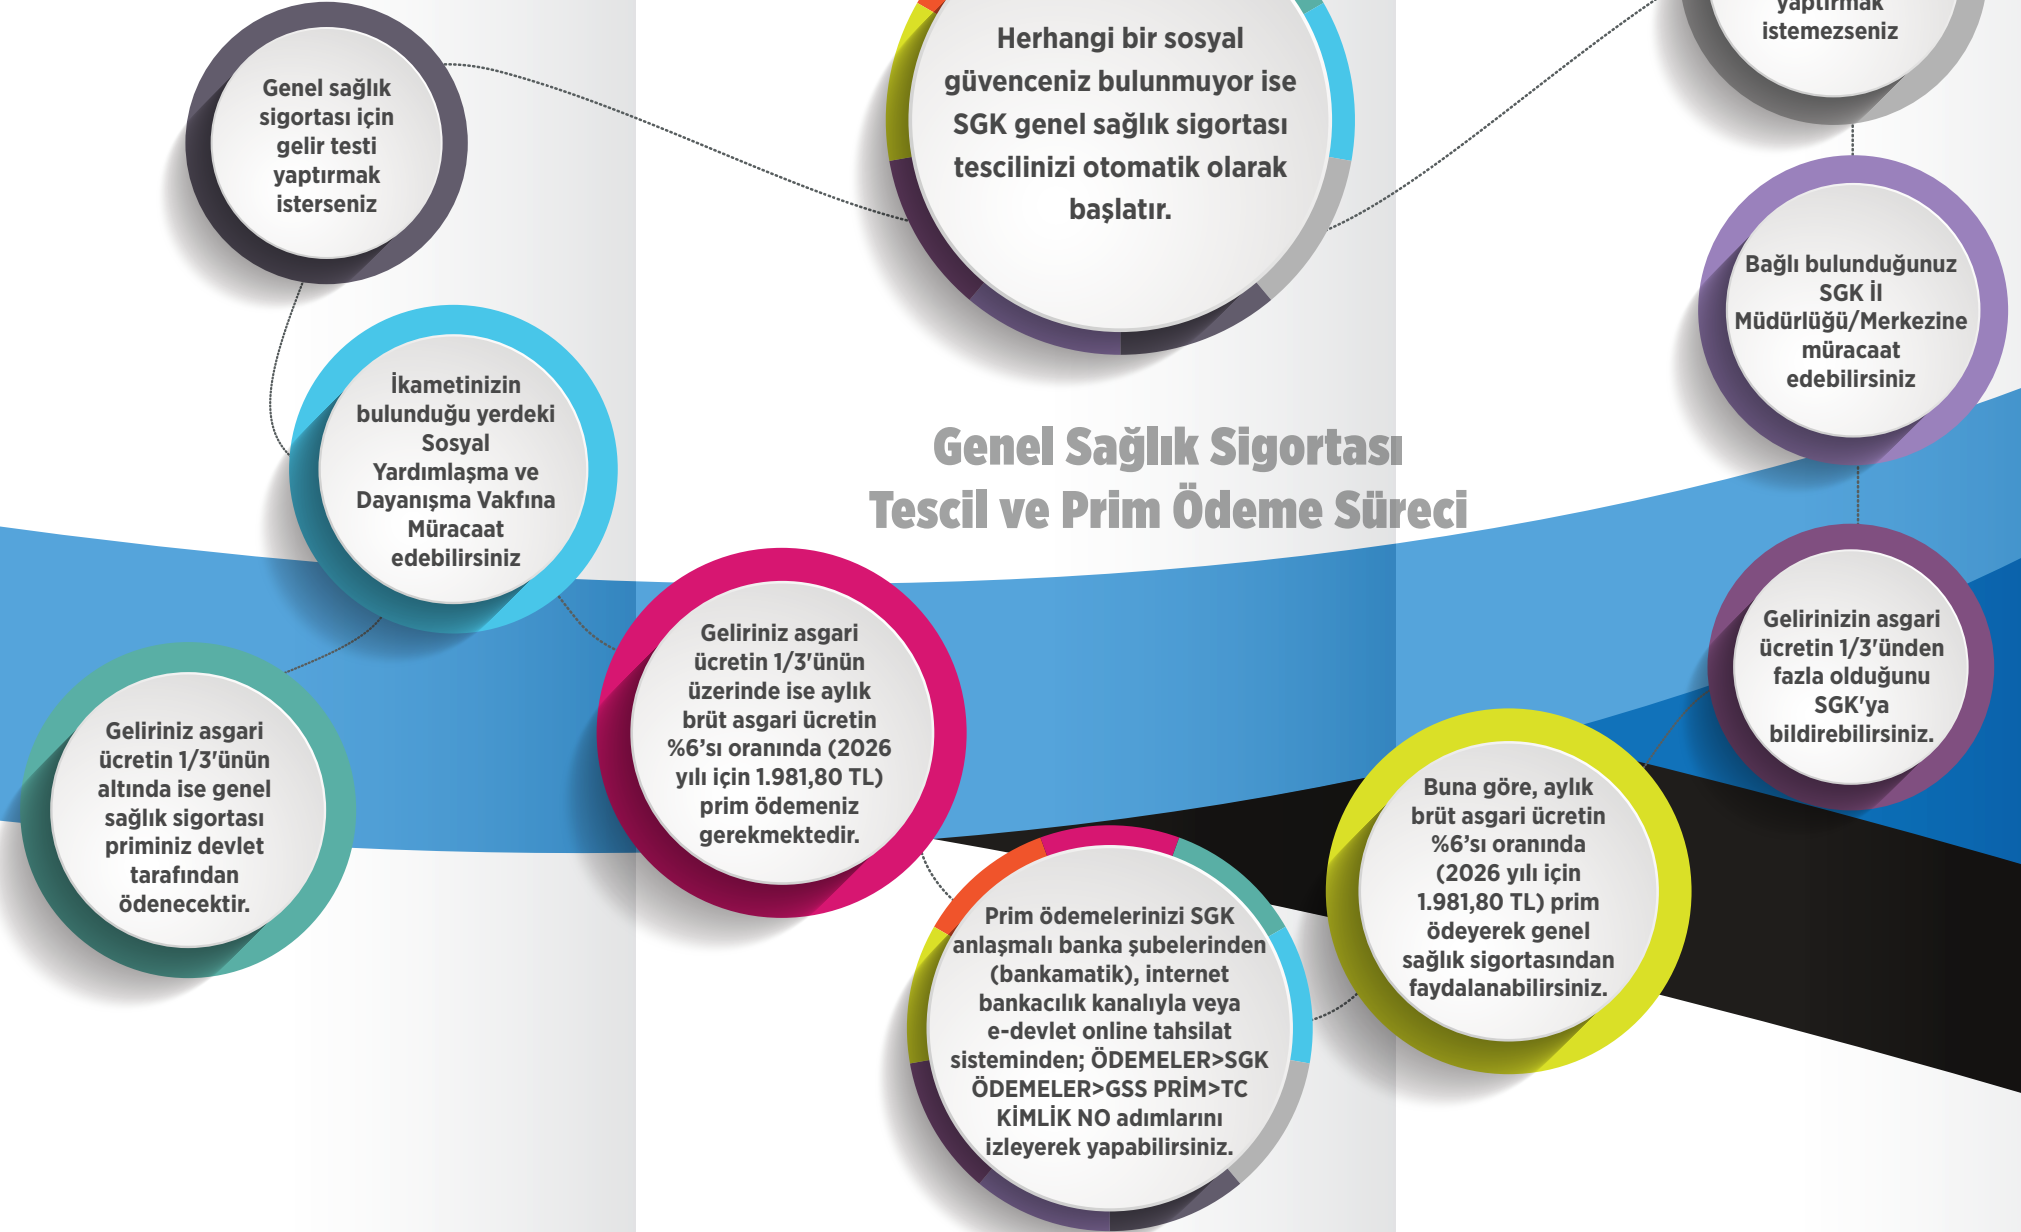 Herhangi bir sosyal
güvenceniz bulunmuyor ise
SGK genel sağlık sigortası
tescilinizi otomatik olarak
başlatır.
Genel sağlık
sigortası için
gelir testi
yaptırmak
isterseniz
İkametinizin
bulunduğu yerdeki
Sosyal
Yardımlaşma ve
Dayanışma Vakfına
Müracaat
edebilirsiniz
Geliriniz asgari
ücretin 1/3'ünün
altında ise genel
sağlık sigortası
priminiz devlet
tarafından
ödenecektir.
Geliriniz asgari
ücretin 1/3'ünün
üzerinde ise aylık
brüt asgari ücretin
%6’sı oranında (2026
yılı için 1.981,80 TL)
prim ödemeniz
gerekmektedir.
Genel Sağlık Sigortası
Tescil ve Prim Ödeme Süreci
yaptırmak
istemezseniz
Bağlı bulunduğunuz
SGK İl
Müdürlüğü/Merkezine
müracaat
edebilirsiniz
Gelirinizin asgari
ücretin 1/3'ünden
fazla olduğunu
SGK'ya
bildirebilirsiniz.
Buna göre, aylık
brüt asgari ücretin
%6’sı oranında
(2026 yılı için
1.981,80 TL) prim
ödeyerek genel
sağlık sigortasından
faydalanabilirsiniz.
Prim ödemelerinizi SGK
anlaşmalı banka şubelerinden
(bankamatik), internet
bankacılık kanalıyla veya
e-devlet online tahsilat
sisteminden; ÖDEMELER>SGK
ÖDEMELER>GSS PRİM>TC
KİMLİK NO adımlarını
izleyerek yapabilirsiniz.